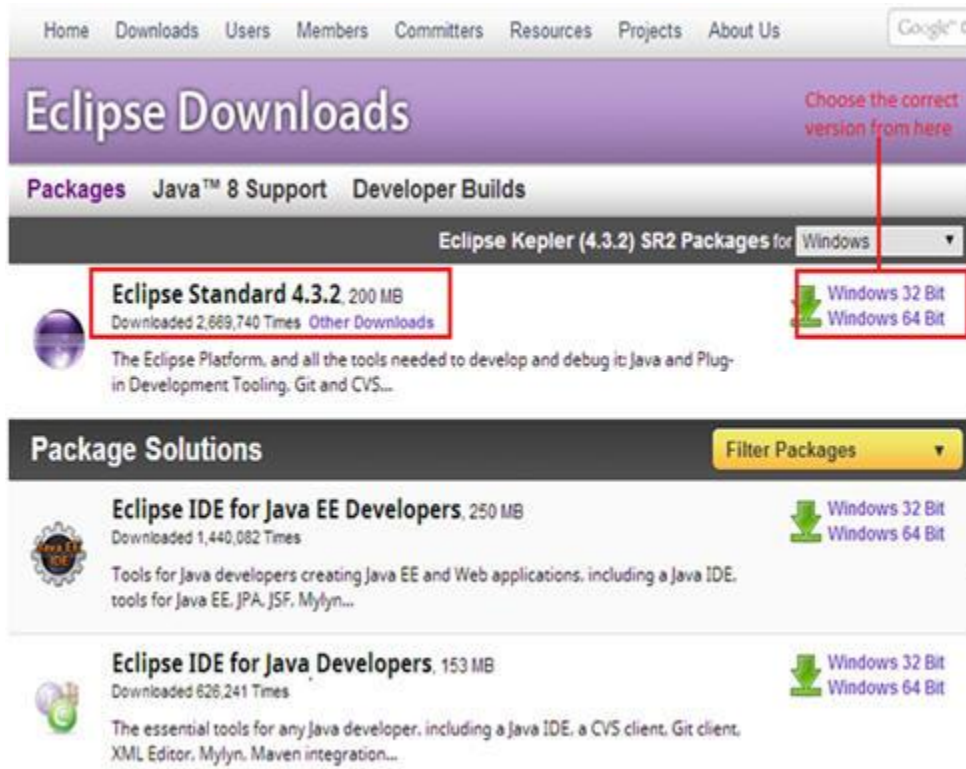 Home Downloads Users Members Committers Resources Projects About Us Google™
Eclipse Downloads
Choose the correct
version from here
Packages Java™ 8 Support Developer Builds
Eclipse Kepler (4.3.2) SR2 Packages for Windows
Eclipse Standard 4.3.2, 200 MB
Downloaded 2,669,740 Times Other Downloads
Windows 32 Bit
Windows 64 Bit
The Eclipse Platform, and all the tools needed to develop and debug it: Java and Plug-
in Development Tooling, Git and CVS...
Package Solutions
Filter Packages
Java EE
IDE
Eclipse IDE for Java EE Developers, 250 MB
Downloaded 1,440,082 Times
Windows 32 Bit
Windows 64 Bit
Tools for Java developers creating Java EE and Web applications, including a Java IDE,
tools for Java EE, JPA, JSF, Mylyn...
Eclipse IDE for Java Developers, 153 MB
Downloaded 626,241 Times
Windows 32 Bit
Windows 64 Bit
The essential tools for any Java developer, including a Java IDE, a CVS client, Git client,
XML Editor, Mylyn, Maven integration...